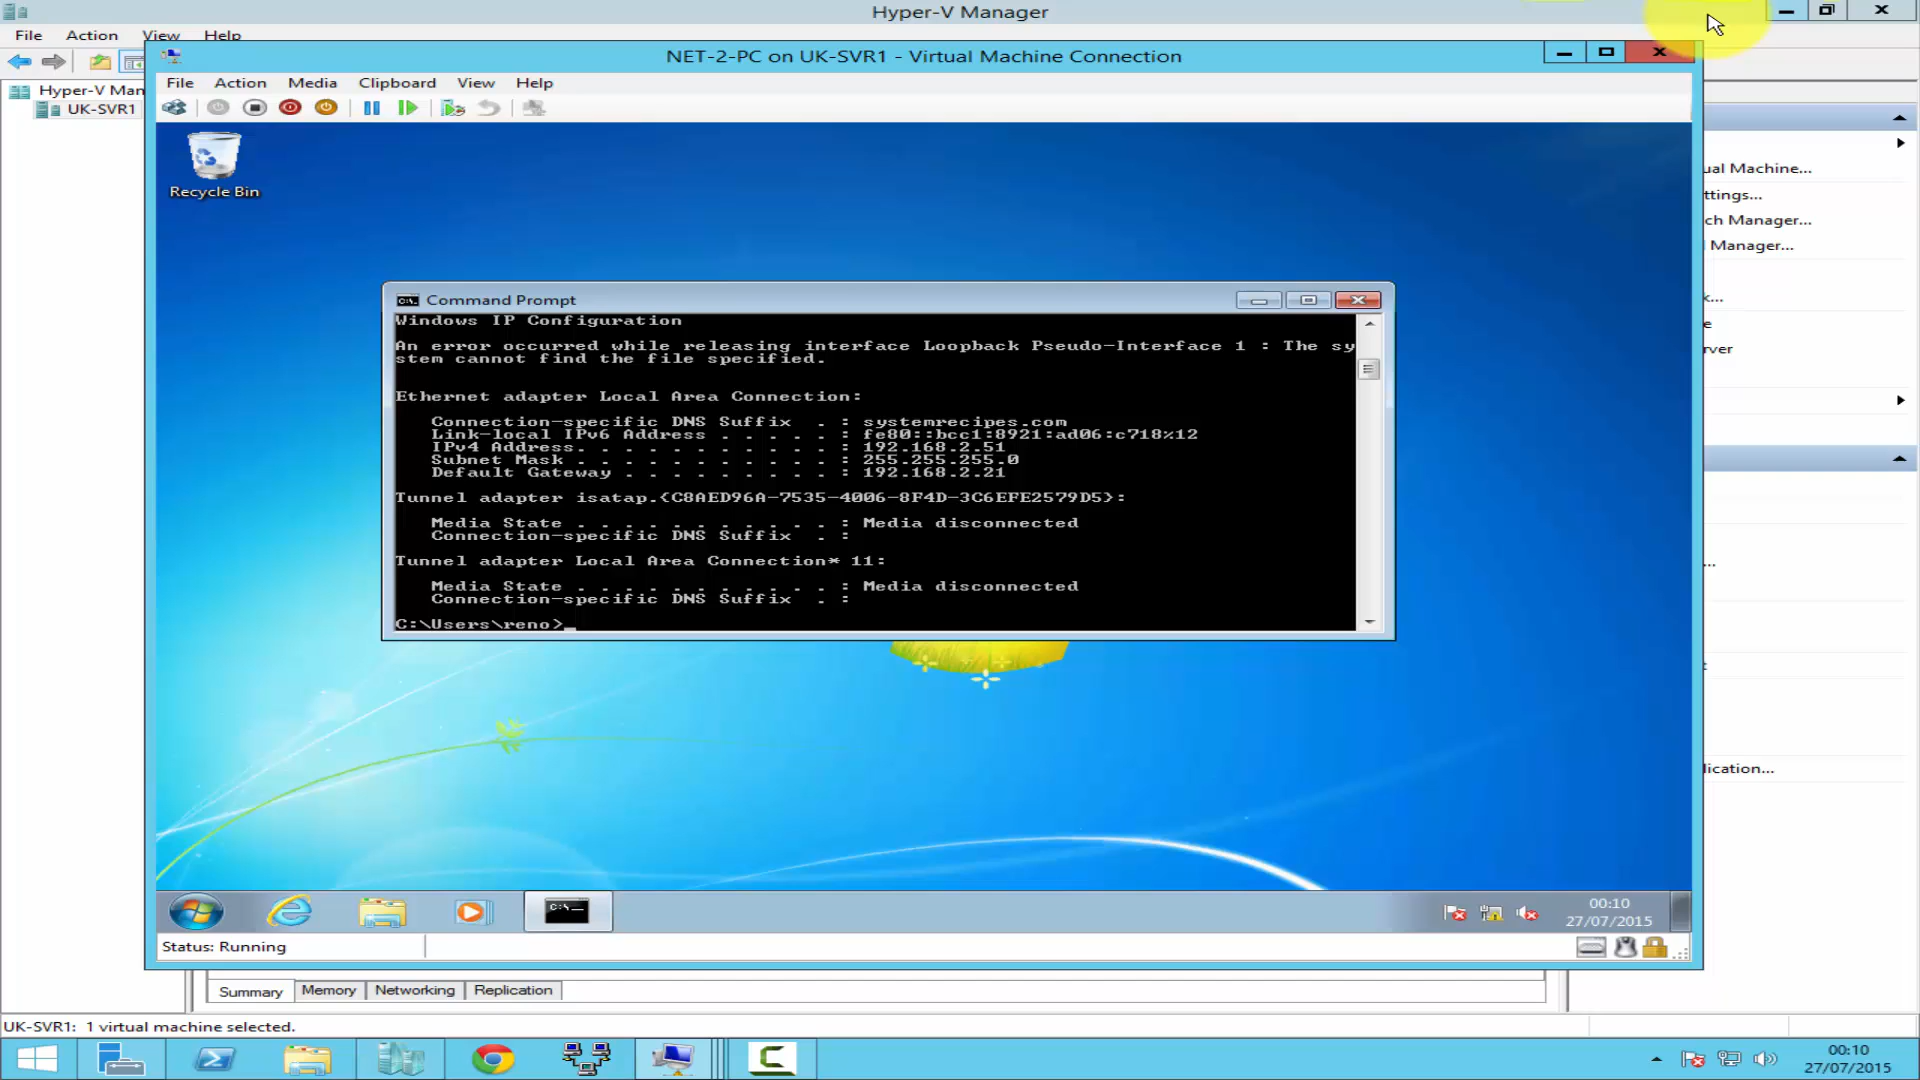 Hyper-V Manager
File Action View Help
NET-2-PC on UK-SVR1 - Virtual Machine Connection
File Action Media Clipboard View Help
Hyper-V Man
UK-SVR1
Recycle Bin
Command Prompt
Windows IP Configuration
An error occurred while releasing interface Loopback Pseudo-Interface 1 : The sy
stem cannot find the file specified.
Ethernet adapter Local Area Connection:
Connection-specific DNS Suffix . : systemrecipes.com
Link-local IPv6 Address . . . . . : fe80::bcc1:8921:ad06:c718%12
IPv4 Address. . . . . . . . . . . : 192.168.2.51
Subnet Mask . . . . . . . . . . . : 255.255.255.0
Default Gateway . . . . . . . . . : 192.168.2.21
Tunnel adapter isatap.{C8AED96A-7535-4006-8F4D-3C6EFE2579D5}:
Media State . . . . . . . . . . . : Media disconnected
Connection-specific DNS Suffix . :
Tunnel adapter Local Area Connection* 11:
Media State . . . . . . . . . . . : Media disconnected
Connection-specific DNS Suffix . :
C:\Users\reno>_
ual Machine...
ttings...
ch Manager...
l Manager...
k...
e
rver
...
t
lication...
00:10
27/07/2015
Status: Running
Summary Memory Networking Replication
UK-SVR1: 1 virtual machine selected.
00:10
27/07/2015